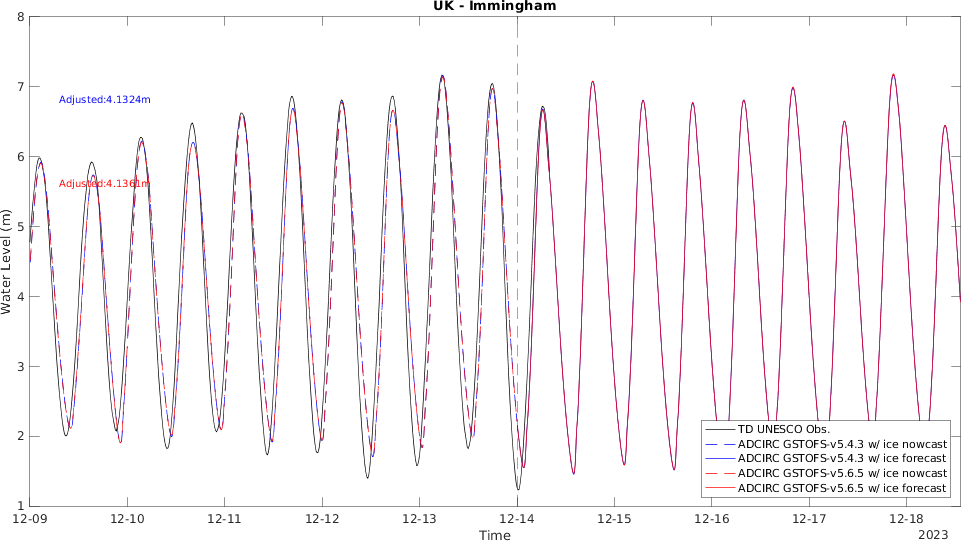 UK - Immingham
8
7
6
5
4
3
2
1
Water Level (m)
Adjusted:4.1324m
Adjusted:4.1361m
TD UNESCO Obs.
ADCIRC GSTOFS-v5.4.3 w/ ice nowcast
ADCIRC GSTOFS-v5.4.3 w/ ice forecast
ADCIRC GSTOFS-v5.6.5 w/ ice nowcast
ADCIRC GSTOFS-v5.6.5 w/ ice forecast
12-09 12-10 12-11 12-12 12-13 12-14 12-15 12-16 12-17 12-18
Time
2023